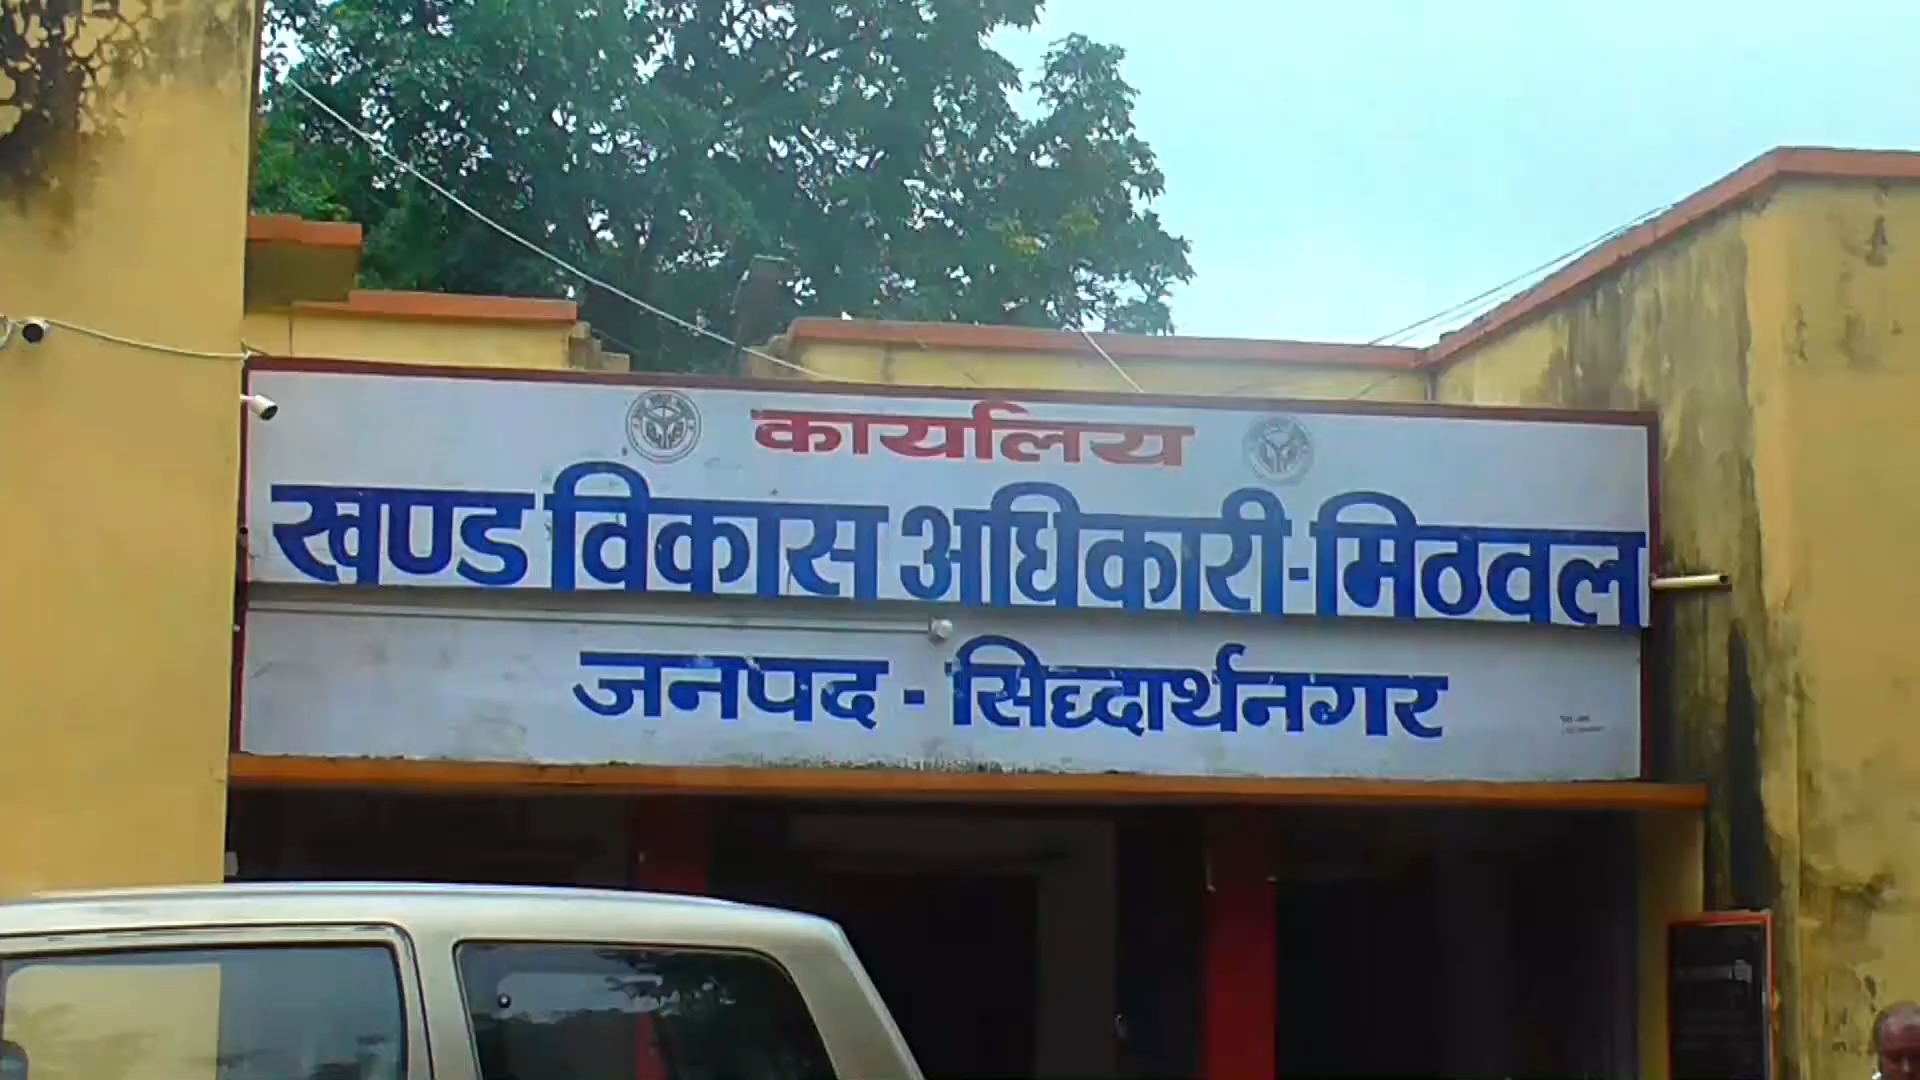 कार्यालय
खण्ड विकास अधिकारी-मिठवल
जनपद - सिद्धार्थनगर